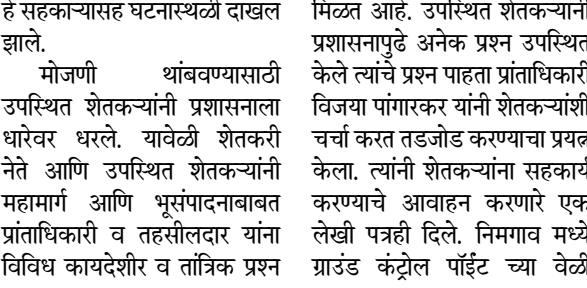 हे सहकाऱ्यासह घटनास्थळी दाखल
झाले.
मोजणी थांबवण्यासाठी
उपस्थित शेतकऱ्यांनी प्रशासनाला
धारेवर धरले. यावेळी शेतकरी
नेते आणि उपस्थित शेतकऱ्यांनी
महामार्ग आणि भूसंपादनाबाबत
प्रांताधिकारी व तहसीलदार यांना
विविध कायदेशीर व तांत्रिक प्रश्न
मिळत आहे. उपस्थित शेतकऱ्यांनी
प्रशासनापुढे अनेक प्रश्न उपस्थित
केले त्यांचे प्रश्न पाहता प्रांताधिकारी
विजया पांगारकर यांनी शेतकऱ्यांशी
चर्चा करत तडजोड करण्याचा प्रयत्न
केला. त्यांनी शेतकऱ्यांना सहकार्य
करण्याचे आवाहन करणारे एक
लेखी पत्रही दिले. निमगाव मध्ये
ग्राउंड कंट्रोल पॉईंट च्या वेळी